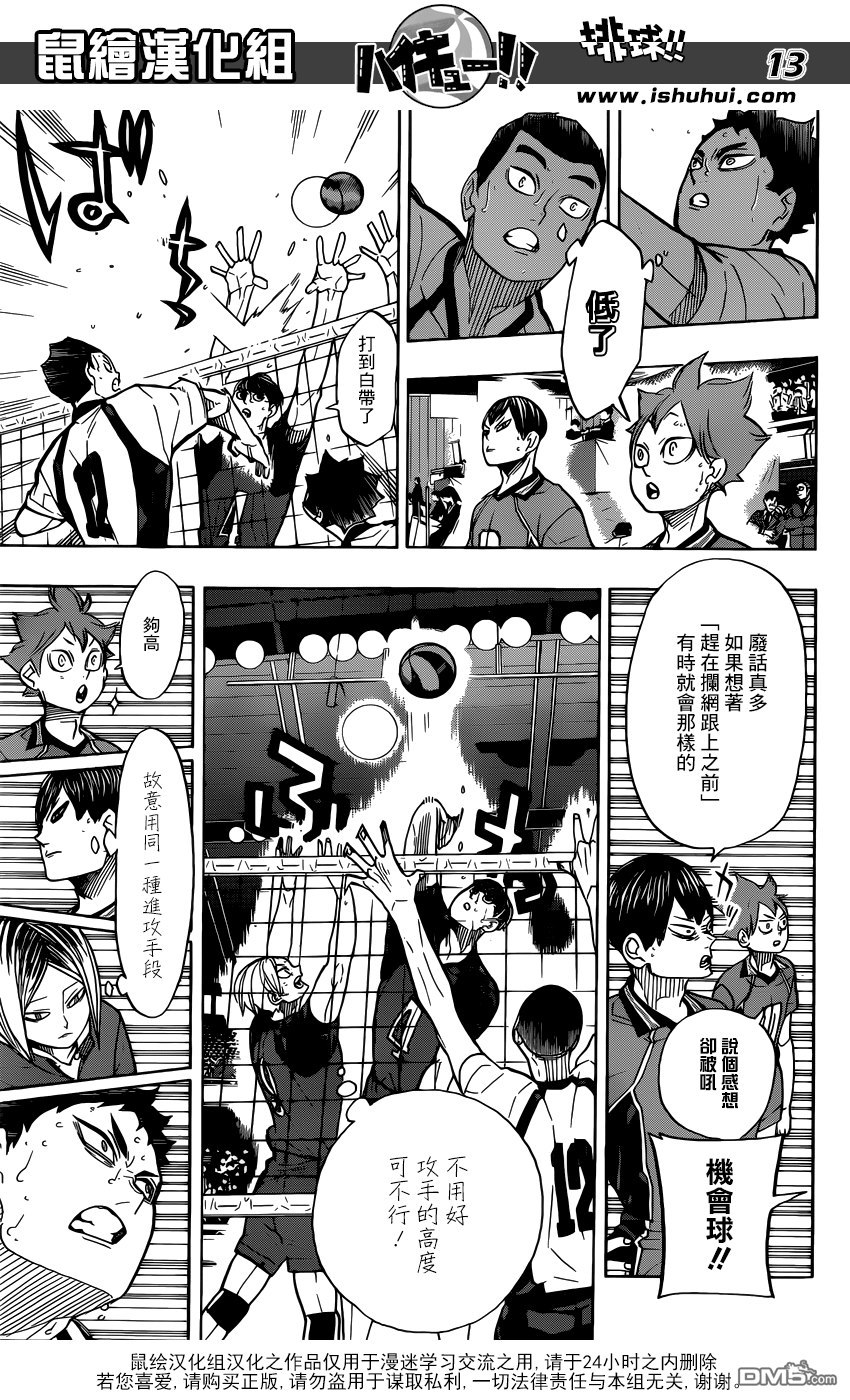 鼠繪漢化組
ハイキュー!!
排球!!
13
www.ishuhui.com
低
了
打
到
白
帶
了
廢話真多
如果想著
「趕在攔網跟上之前」
有時就會那樣的
說個感想
卻被吼
機會球!!
不用好
攻手的高度
可不行!
夠高
故意用同一種進攻手段
12
鼠绘汉化组汉化之作品仅用于漫迷学习交流之用, 请于24小时之内删除
若您喜爱, 请购买正版, 请勿盗用于谋取私利, 一切法律责任与本组无关, 谢谢.
DM5.com